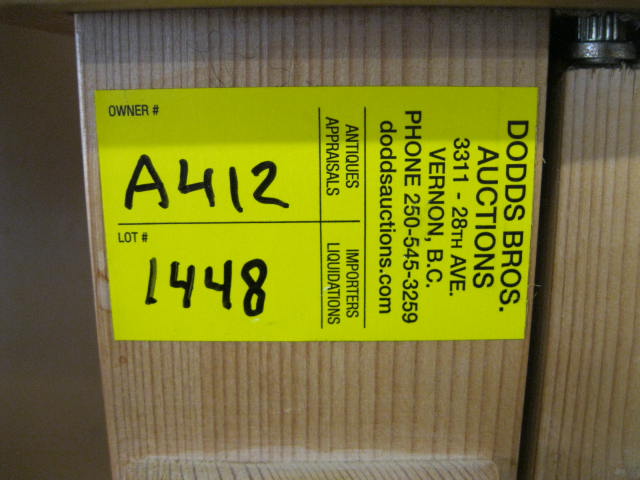 OWNER #
A412
LOT #
1448
ANTIQUES
APPRAISALS
IMPORTERS
LIQUIDATIONS
DODDS BROS.
AUCTIONS
3311 - 28TH AVE.
VERNON, B.C.
PHONE 250-545-3259
doddsauctions.com